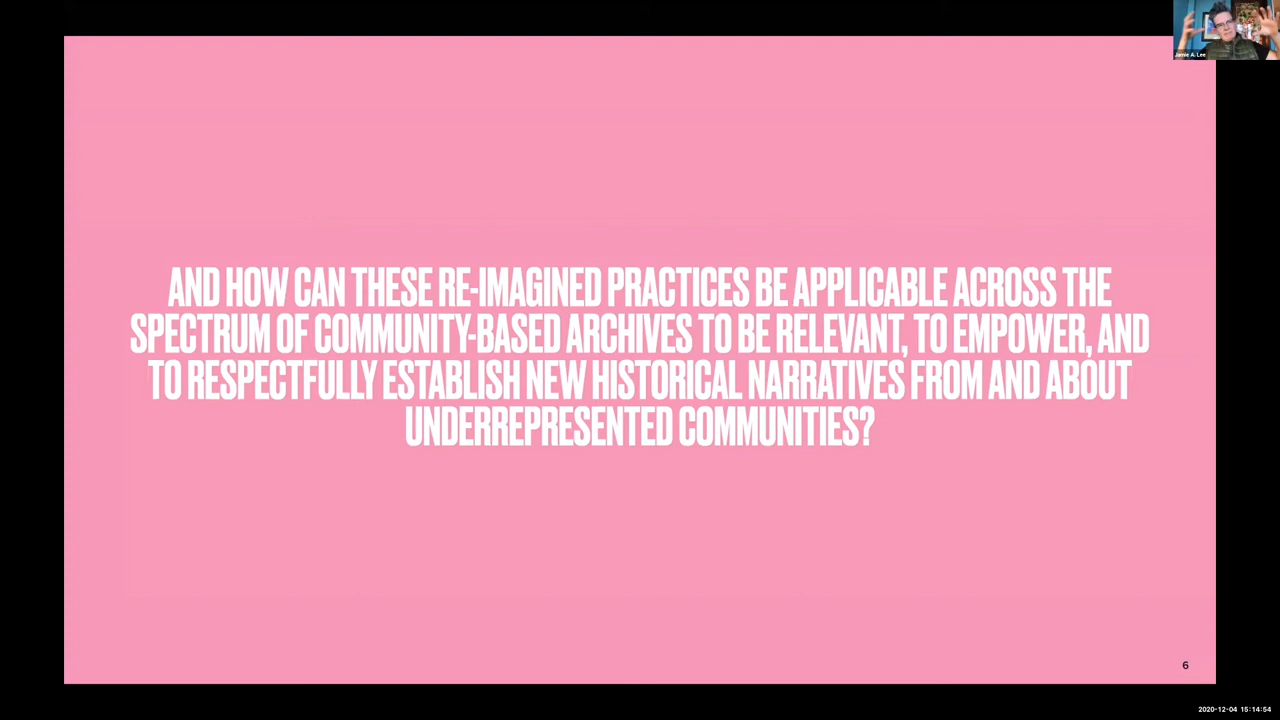 Jamie A. Lee
AND HOW CAN THESE RE-IMAGINED PRACTICES BE APPLICABLE ACROSS THE
SPECTRUM OF COMMUNITY-BASED ARCHIVES TO BE RELEVANT, TO EMPOWER, AND
TO RESPECTFULLY ESTABLISH NEW HISTORICAL NARRATIVES FROM AND ABOUT
UNDERREPRESENTED COMMUNITIES?
6
2020-12-04 15:14:54